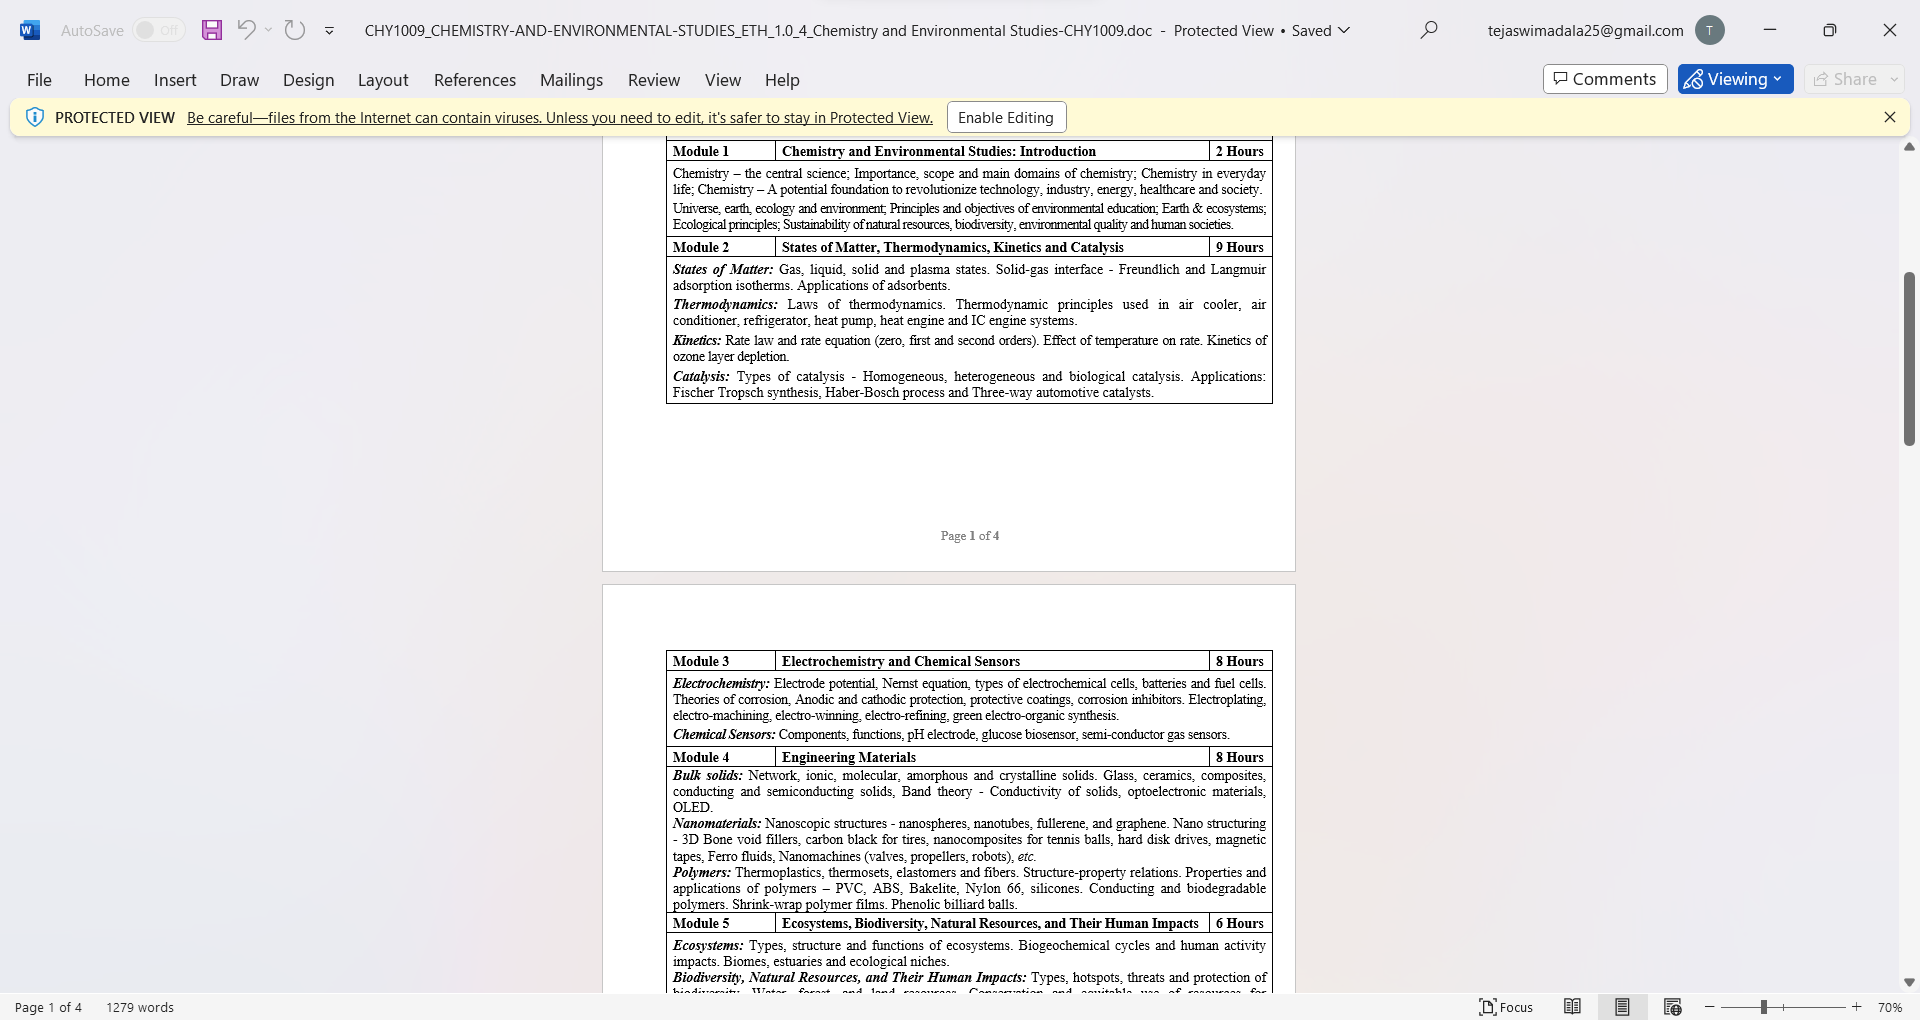 AutoSave Off CHY1009_CHEMISTRY-AND-ENVIRONMENTAL-STUDIES_ETH_1.0_4_Chemistry and Environmental Studies-CHY1009.doc - Protected View • Saved tejaswimadala25@gmail.com T
File Home Insert Draw Design Layout References Mailings Review View Help Comments Viewing Share
PROTECTED VIEW Be careful—files from the Internet can contain viruses. Unless you need to edit, it's safer to stay in Protected View. Enable Editing
Module 1 Chemistry and Environmental Studies: Introduction 2 Hours
Chemistry – the central science; Importance, scope and main domains of chemistry; Chemistry in everyday
life; Chemistry – A potential foundation to revolutionize technology, industry, energy, healthcare and society.
Universe, earth, ecology and environment; Principles and objectives of environmental education; Earth & ecosystems;
Ecological principles; Sustainability of natural resources, biodiversity, environmental quality and human societies.
Module 2 States of Matter, Thermodynamics, Kinetics and Catalysis 9 Hours
States of Matter: Gas, liquid, solid and plasma states. Solid-gas interface - Freundlich and Langmuir
adsorption isotherms. Applications of adsorbents.
Thermodynamics: Laws of thermodynamics. Thermodynamic principles used in air cooler, air
conditioner, refrigerator, heat pump, heat engine and IC engine systems.
Kinetics: Rate law and rate equation (zero, first and second orders). Effect of temperature on rate. Kinetics of
ozone layer depletion.
Catalysis: Types of catalysis - Homogeneous, heterogeneous and biological catalysis. Applications:
Fischer Tropsch synthesis, Haber-Bosch process and Three-way automotive catalysts.
Page 1 of 4
Module 3 Electrochemistry and Chemical Sensors 8 Hours
Electrochemistry: Electrode potential, Nernst equation, types of electrochemical cells, batteries and fuel cells.
Theories of corrosion, Anodic and cathodic protection, protective coatings, corrosion inhibitors. Electroplating,
electro-machining, electro-winning, electro-refining, green electro-organic synthesis.
Chemical Sensors: Components, functions, pH electrode, glucose biosensor, semi-conductor gas sensors.
Module 4 Engineering Materials 8 Hours
Bulk solids: Network, ionic, molecular, amorphous and crystalline solids. Glass, ceramics, composites,
conducting and semiconducting solids, Band theory - Conductivity of solids, optoelectronic materials,
OLED.
Nanomaterials: Nanoscopic structures - nanospheres, nanotubes, fullerene, and graphene. Nano structuring
- 3D Bone void fillers, carbon black for tires, nanocomposites for tennis balls, hard disk drives, magnetic
tapes, Ferro fluids, Nanomachines (valves, propellers, robots), etc.
Polymers: Thermoplastics, thermosets, elastomers and fibers. Structure-property relations. Properties and
applications of polymers – PVC, ABS, Bakelite, Nylon 66, silicones. Conducting and biodegradable
polymers. Shrink-wrap polymer films. Phenolic billiard balls.
Module 5 Ecosystems, Biodiversity, Natural Resources, and Their Human Impacts 6 Hours
Ecosystems: Types, structure and functions of ecosystems. Biogeochemical cycles and human activity
impacts. Biomes, estuaries and ecological niches.
Biodiversity, Natural Resources, and Their Human Impacts: Types, hotspots, threats and protection of
biodiversity. Water, forest, and land resources. Conservation and equitable use of resources for
Page 1 of 4 1279 words Focus 70%